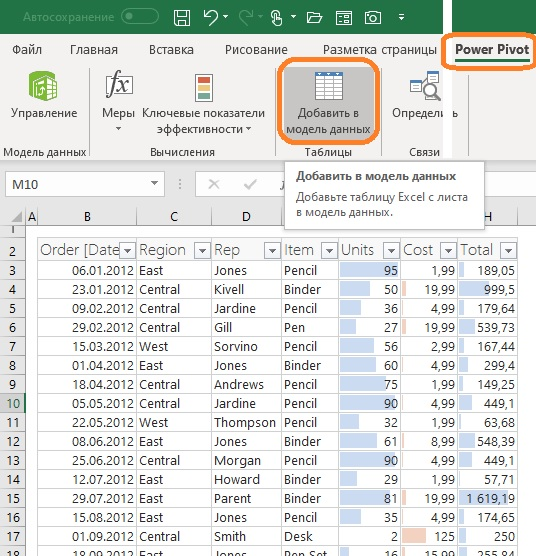 Автосохранение
Файл Главная Вставка Рисование Разметка страницы Power Pivot
Управление Меры Ключевые показатели эффективности Добавить в модель данных Определить
Модель данных Вычисления Таблицы Связи
M10
Добавить в модель данных
Добавьте таблицу Excel с листа
в модель данных.
A B C D E
1
2 Order [Date Region Rep Item Units Cost Total
3 06.01.2012 East Jones Pencil 95 1,99 189,05
4 23.01.2012 Central Kivell Binder 50 19,99 999,5
5 09.02.2012 Central Jardine Pencil 36 4,99 179,64
6 29.02.2012 Central Gill Pen 27 19,99 539,73
7 15.03.2012 West Sorvino Pencil 56 2,99 167,44
8 01.04.2012 East Jones Binder 60 4,99 299,4
9 18.04.2012 Central Andrews Pencil 75 1,99 149,25
10 05.05.2012 Central Jardine Pencil 90 4,99 449,1
11 22.05.2012 West Thompson Pencil 32 1,99 63,68
12 08.06.2012 East Jones Binder 61 8,99 548,39
13 25.06.2012 Central Morgan Pencil 90 4,99 449,1
14 12.07.2012 East Howard Binder 29 1,99 57,71
15 29.07.2012 East Parent Binder 81 19,99 1 619,19
16 15.08.2012 East Jones Pencil 35 4,99 174,65
17 01.09.2012 Central Smith Desk 2 125 250
18 18.09.2012 East Jones Pen Set 16 15,99 255,84